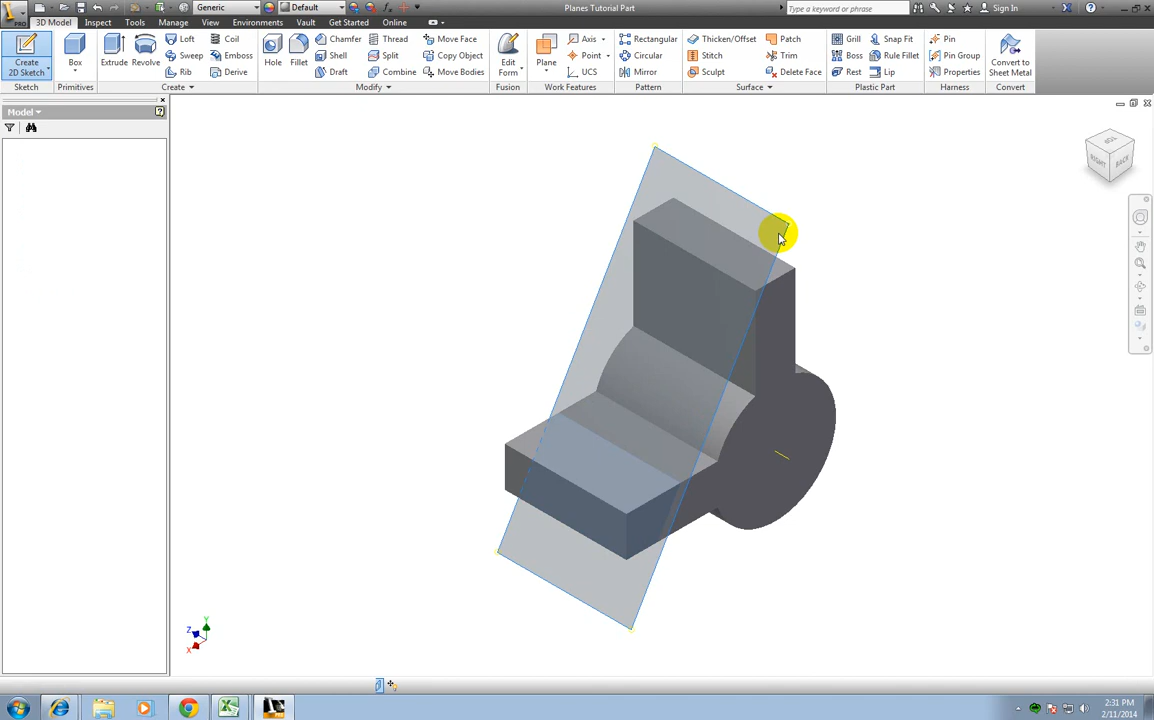 Generic
Default
Planes Tutorial Part
Type a keyword or phrase
Sign In
PRO
3D Model
Inspect
Tools
Manage
View
Environments
Vault
Get Started
Online
Create
2D Sketch
Box
Extrude
Revolve
Loft
Sweep
Rib
Coil
Emboss
Derive
Hole
Fillet
Chamfer
Shell
Draft
Thread
Split
Combine
Move Face
Copy Object
Move Bodies
Edit
Form
Plane
Axis
Point
UCS
Rectangular
Circular
Mirror
Thicken/Offset
Stitch
Sculpt
Patch
Trim
Delete Face
Grill
Boss
Rest
Snap Fit
Rule Fillet
Lip
Pin
Pin Group
Properties
Convert to
Sheet Metal
Sketch
Primitives
Create
Modify
Fusion
Work Features
Pattern
Surface
Plastic Part
Harness
Convert
Model
TOP
RIGHT
BACK
Y
Z
X
2:31 PM
2/11/2014